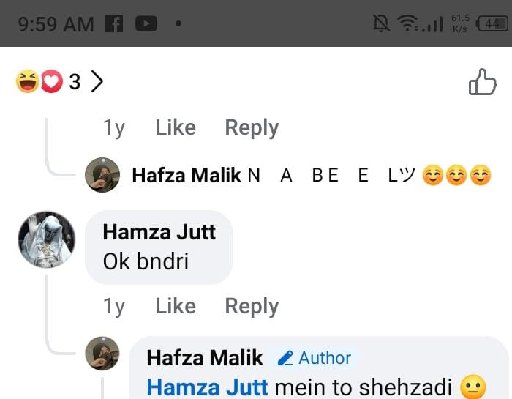 9:59 AM 61.5 K/s 44
3
1y Like Reply
Hafza Malik N A B E E Lツ ☺️☺️☺️
Hamza Jutt
Ok bndri
1y Like Reply
Hafza Malik Author
Hamza Jutt mein to shehzadi 😐